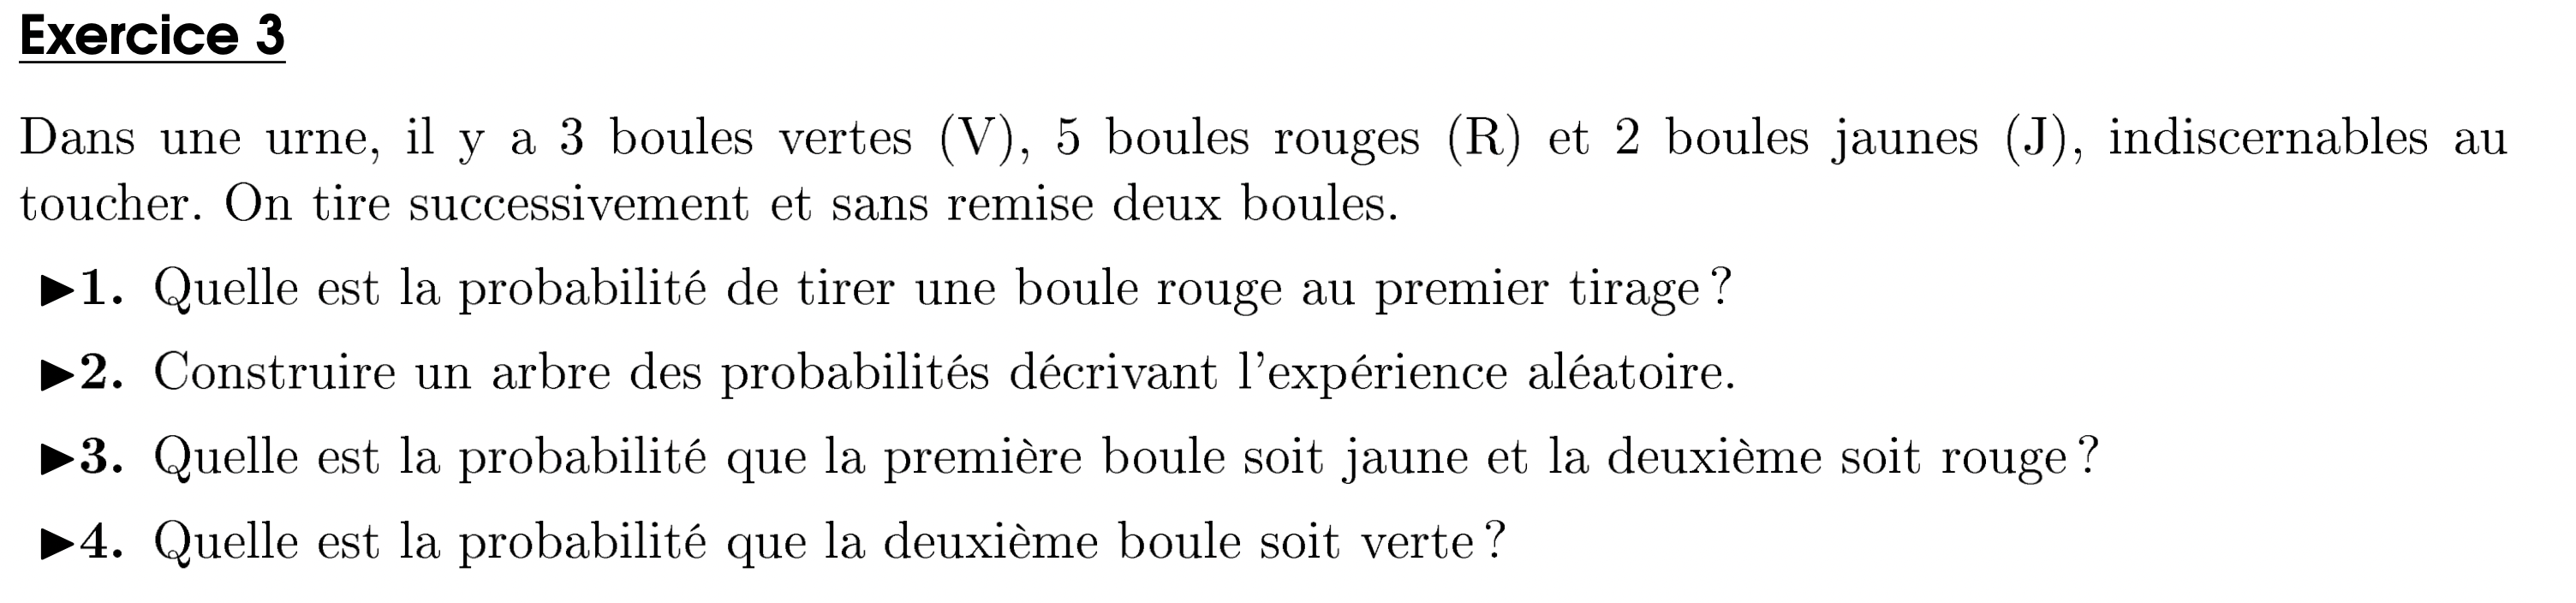 Exercice 3
Dans une urne, il y a 3 boules vertes (V), 5 boules rouges (R) et 2 boules jaunes (J), indiscernables au
toucher. On tire successivement et sans remise deux boules.
▶1. Quelle est la probabilité de tirer une boule rouge au premier tirage ?
▶2. Construire un arbre des probabilités décrivant l'expérience aléatoire.
▶3. Quelle est la probabilité que la première boule soit jaune et la deuxième soit rouge ?
▶4. Quelle est la probabilité que la deuxième boule soit verte ?